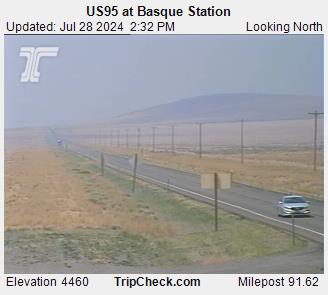 US95 at Basque Station
Updated: Jul 28 2024 2:32 PM Looking North
Elevation 4460 TripCheck.com Milepost 91.62